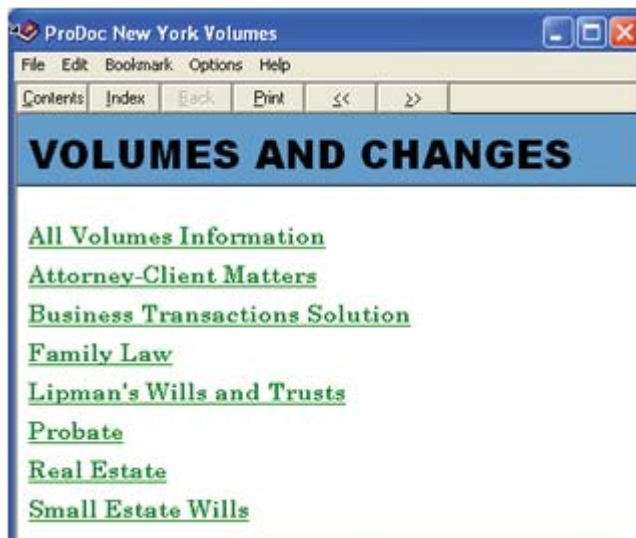 ProDoc New York Volumes
File Edit Bookmark Options Help
Contents Index Back Print << >>
VOLUMES AND CHANGES
All Volumes Information
Attorney-Client Matters
Business Transactions Solution
Family Law
Lipman's Wills and Trusts
Probate
Real Estate
Small Estate Wills